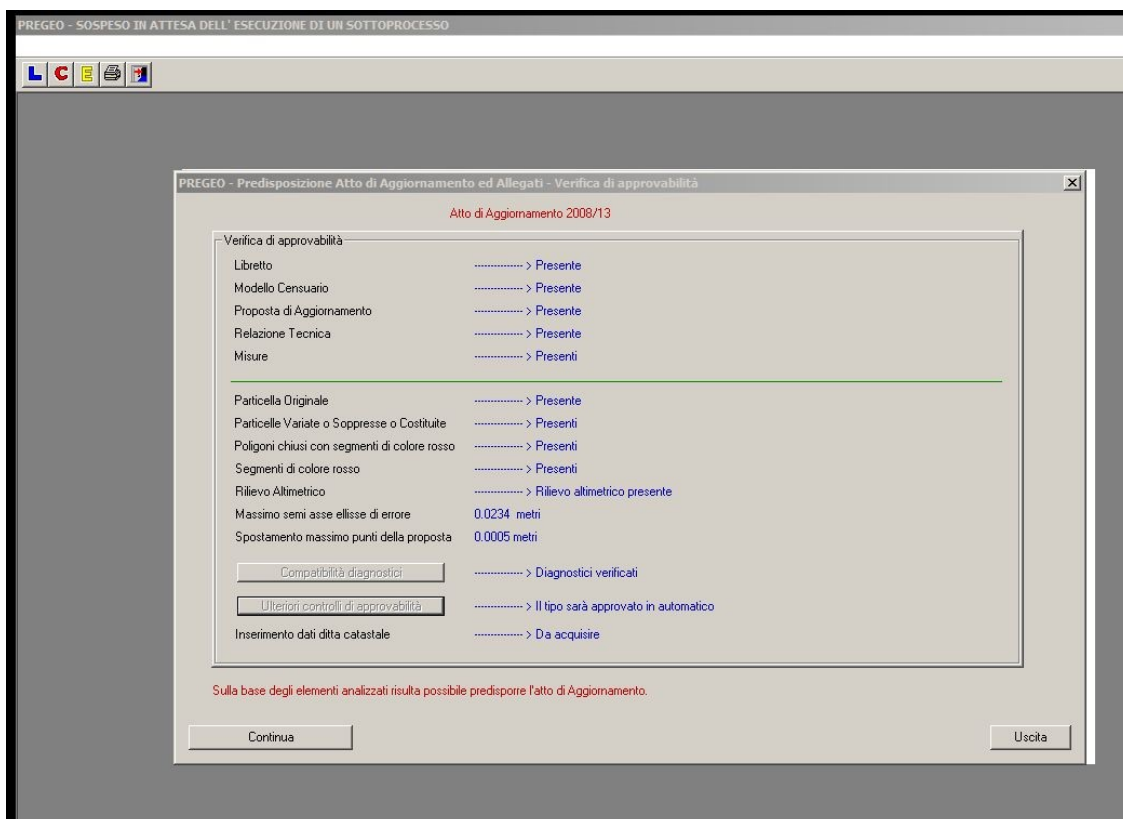 PREGEO - SOSPESO IN ATTESA DELL' ESECUZIONE DI UN SOTTOPROCESSO
L C E
PREGEO - Predisposizione Atto di Aggiornamento ed Allegati - Verifica di approvabilità
Atto di Aggiornamento 2008/13
Verifica di approvabilità
Libretto --------------- > Presente
Modello Censuario --------------- > Presente
Proposta di Aggiornamento --------------- > Presente
Relazione Tecnica --------------- > Presente
Misure --------------- > Presenti
Particella Originale --------------- > Presente
Particelle Variate o Soppresse o Costituite --------------- > Presenti
Poligoni chiusi con segmenti di colore rosso --------------- > Presenti
Segmenti di colore rosso --------------- > Presenti
Rilievo Altimetrico --------------- > Rilievo altimetrico presente
Massimo semi asse ellisse di errore 0.0234 metri
Spostamento massimo punti della proposta 0.0005 metri
Compatibilità diagnostici --------------- > Diagnostici verificati
Ulteriori controlli di approvabilità --------------- > Il tipo sarà approvato in automatico
Inserimento dati ditta catastale --------------- > Da acquisire
Sulla base degli elementi analizzati risulta possibile predisporre l'atto di Aggiornamento.
Continua Uscita